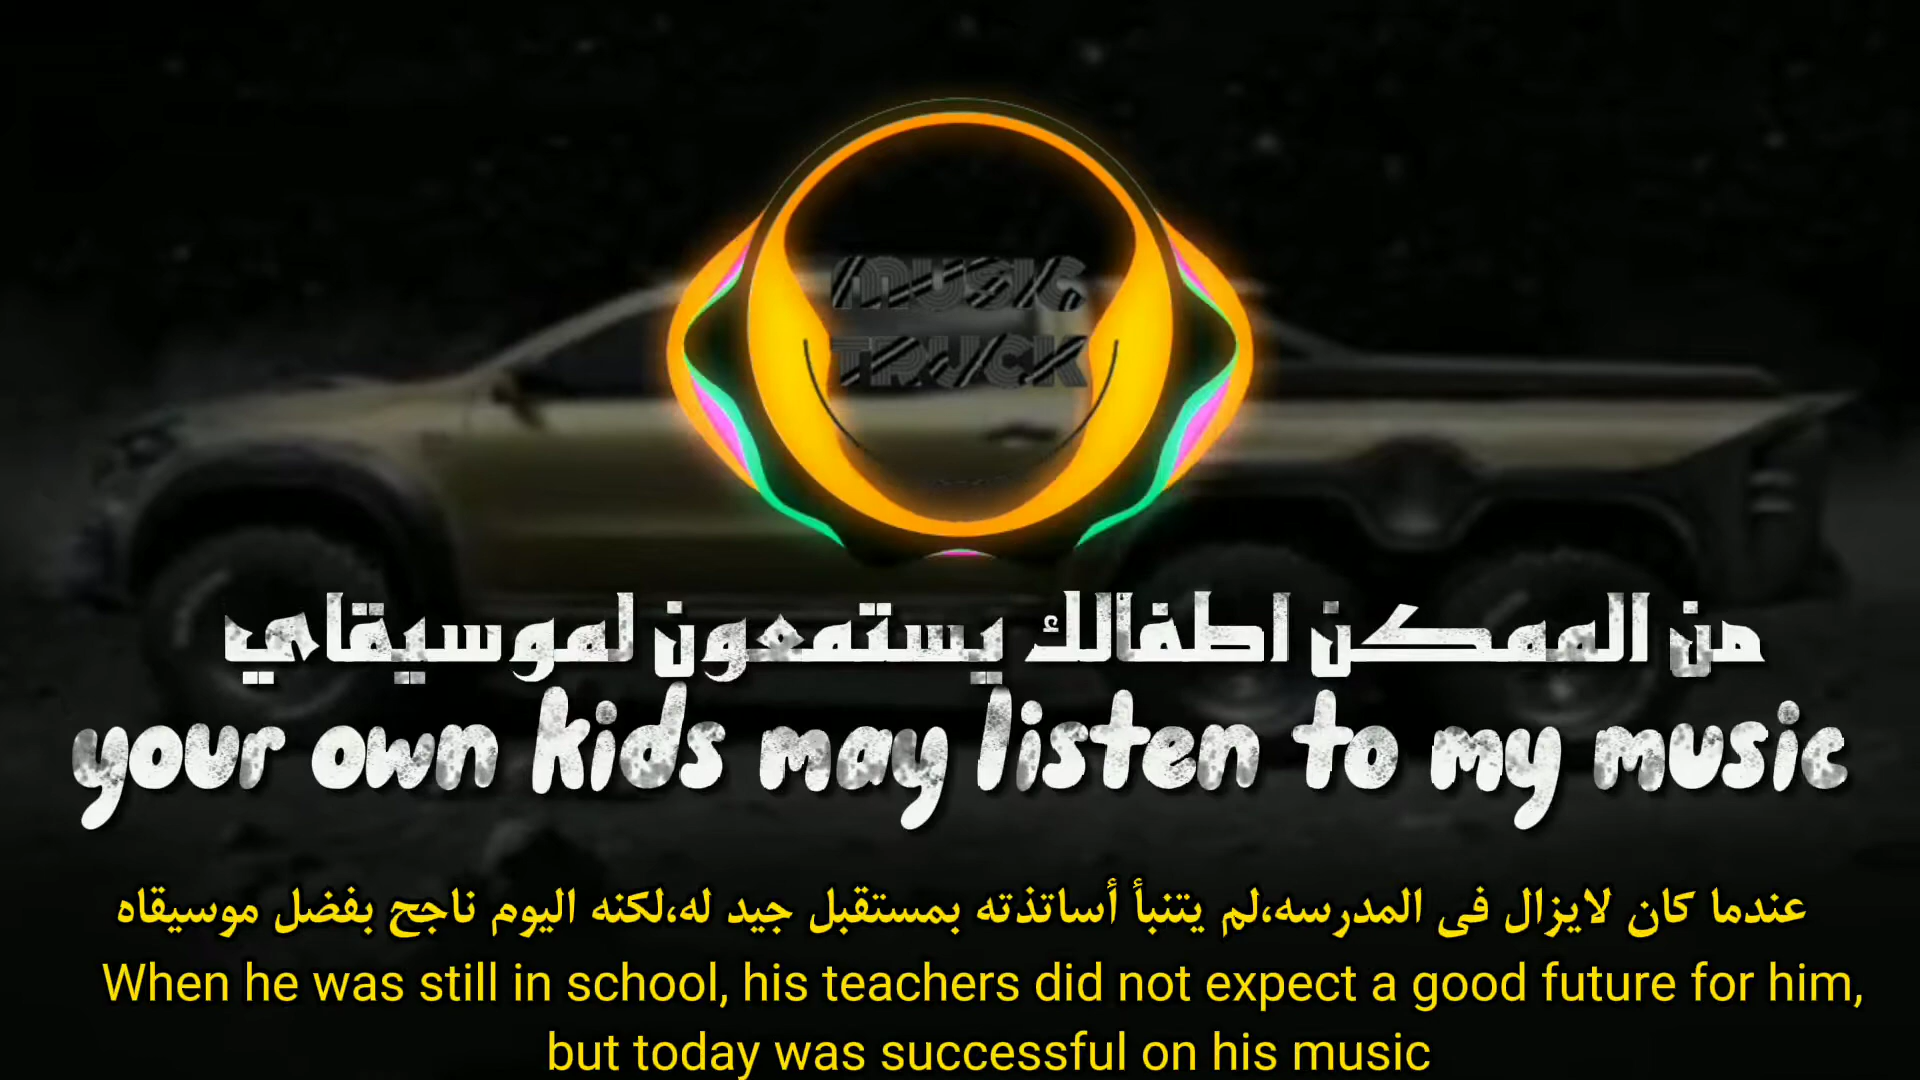 MUSIC
TRUCK
من الممكن اطفالك يستمعون لموسيقاي
your own kids may listen to my music
عندما كان لايزال فى المدرسه،لم يتنبأ أساتذته بمستقبل جيد له،لكنه اليوم ناجح بفضل موسيقاه
When he was still in school, his teachers did not expect a good future for him,
but today was successful on his music